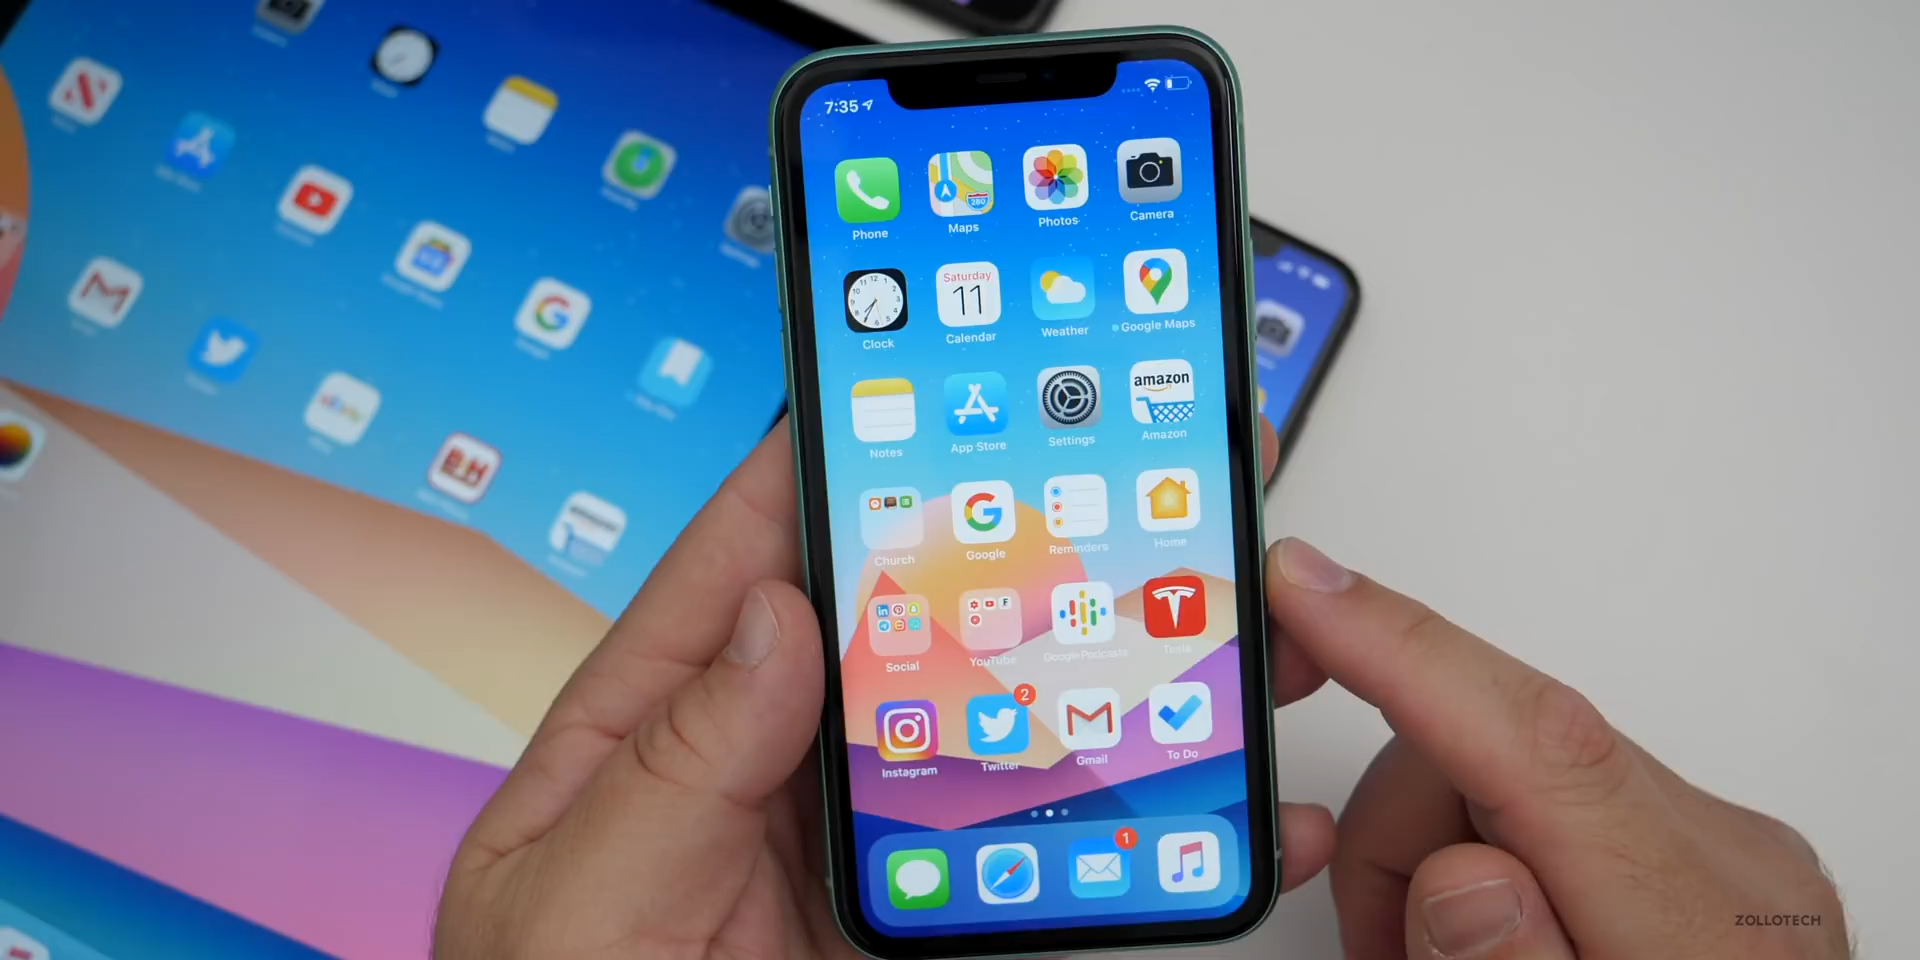 7:35
Phone
Maps
Photos
Camera
280
Saturday
11
Clock
Calendar
Weather
Google Maps
amazon
Notes
App Store
Settings
Amazon
Church
Google
Reminders
Home
Social
YouTube
Google Podcasts
Tesla
2
Instagram
Twitter
Gmail
To Do
1
B&H
ZOLLOTECH